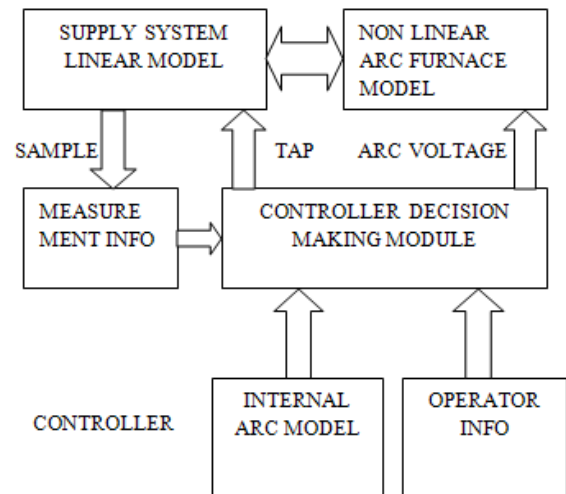 SUPPLY SYSTEM
LINEAR MODEL
NON LINEAR
ARC FURNACE
MODEL
SAMPLE
TAP
ARC VOLTAGE
MEASURE
MENT INFO
CONTROLLER DECISION
MAKING MODULE
CONTROLLER
INTERNAL
ARC MODEL
OPERATOR
INFO